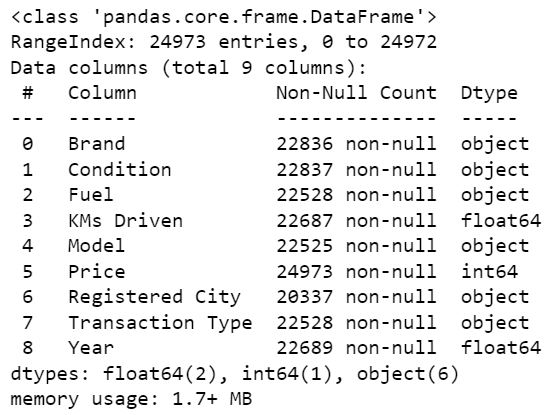 <class 'pandas.core.frame.DataFrame'>
RangeIndex: 24973 entries, 0 to 24972
Data columns (total 9 columns):
 #   Column            Non-Null Count  Dtype
---  ------            --------------  -----
 0   Brand             22836 non-null  object
 1   Condition         22837 non-null  object
 2   Fuel              22528 non-null  object
 3   KMs Driven        22687 non-null  float64
 4   Model             22525 non-null  object
 5   Price             24973 non-null  int64
 6   Registered City   20337 non-null  object
 7   Transaction Type  22528 non-null  object
 8   Year              22689 non-null  float64
dtypes: float64(2), int64(1), object(6)
memory usage: 1.7+ MB